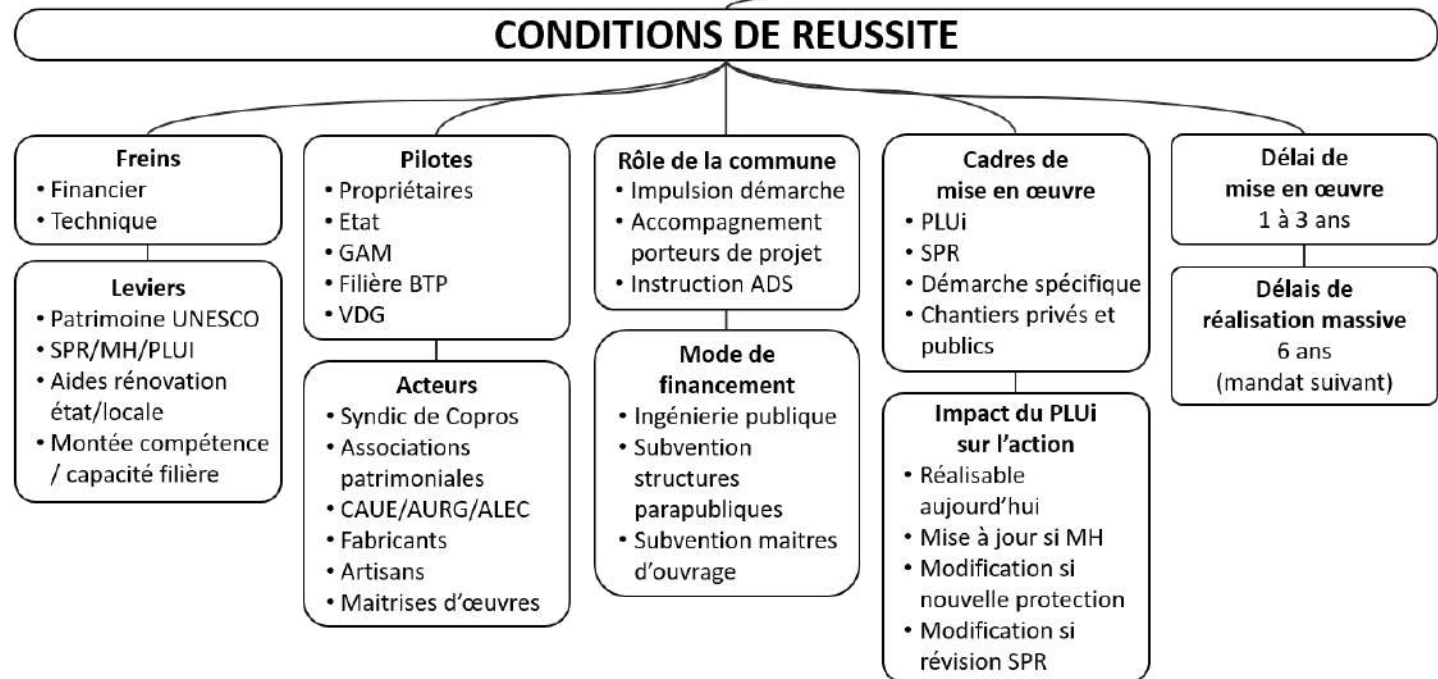 CONDITIONS DE REUSSITE
Freins
• Financier
• Technique
Leviers
• Patrimoine UNESCO
• SPR/MH/PLUI
• Aides rénovation
état/locale
• Montée compétence
/ capacité filière
Pilotes
• Propriétaires
• Etat
• GAM
• Filière BTP
• VDG
Acteurs
• Syndic de Copros
• Associations
patrimoniales
• CAUE/AURG/ALEC
• Fabricants
• Artisans
• Maitrises d'œuvres
Rôle de la commune
• Impulsion démarche
• Accompagnement
porteurs de projet
• Instruction ADS
Mode de
financement
• Ingénierie publique
• Subvention
structures
parapubliques
• Subvention maitres
d'ouvrage
Cadres de
mise en œuvre
• PLUi
• SPR
• Démarche spécifique
• Chantiers privés et
publics
Impact du PLUi
sur l'action
• Réalisable
aujourd'hui
• Mise à jour si MH
• Modification si
nouvelle protection
• Modification si
révision SPR
Délai de
mise en œuvre
1 à 3 ans
Délais de
réalisation massive
6 ans
(mandat suivant)